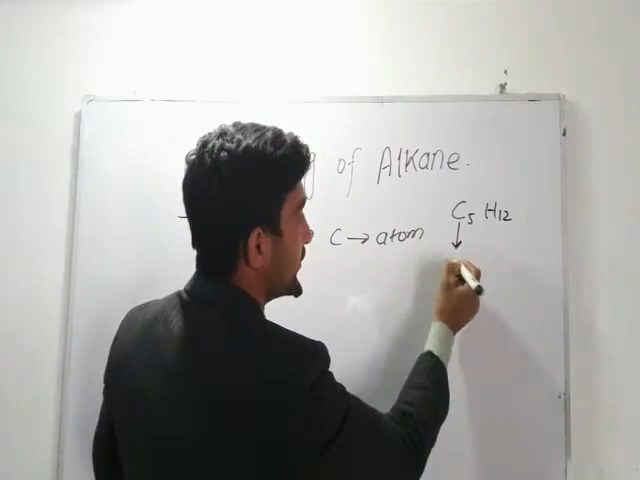 of Alkane.
C → atom C5 H12
↓